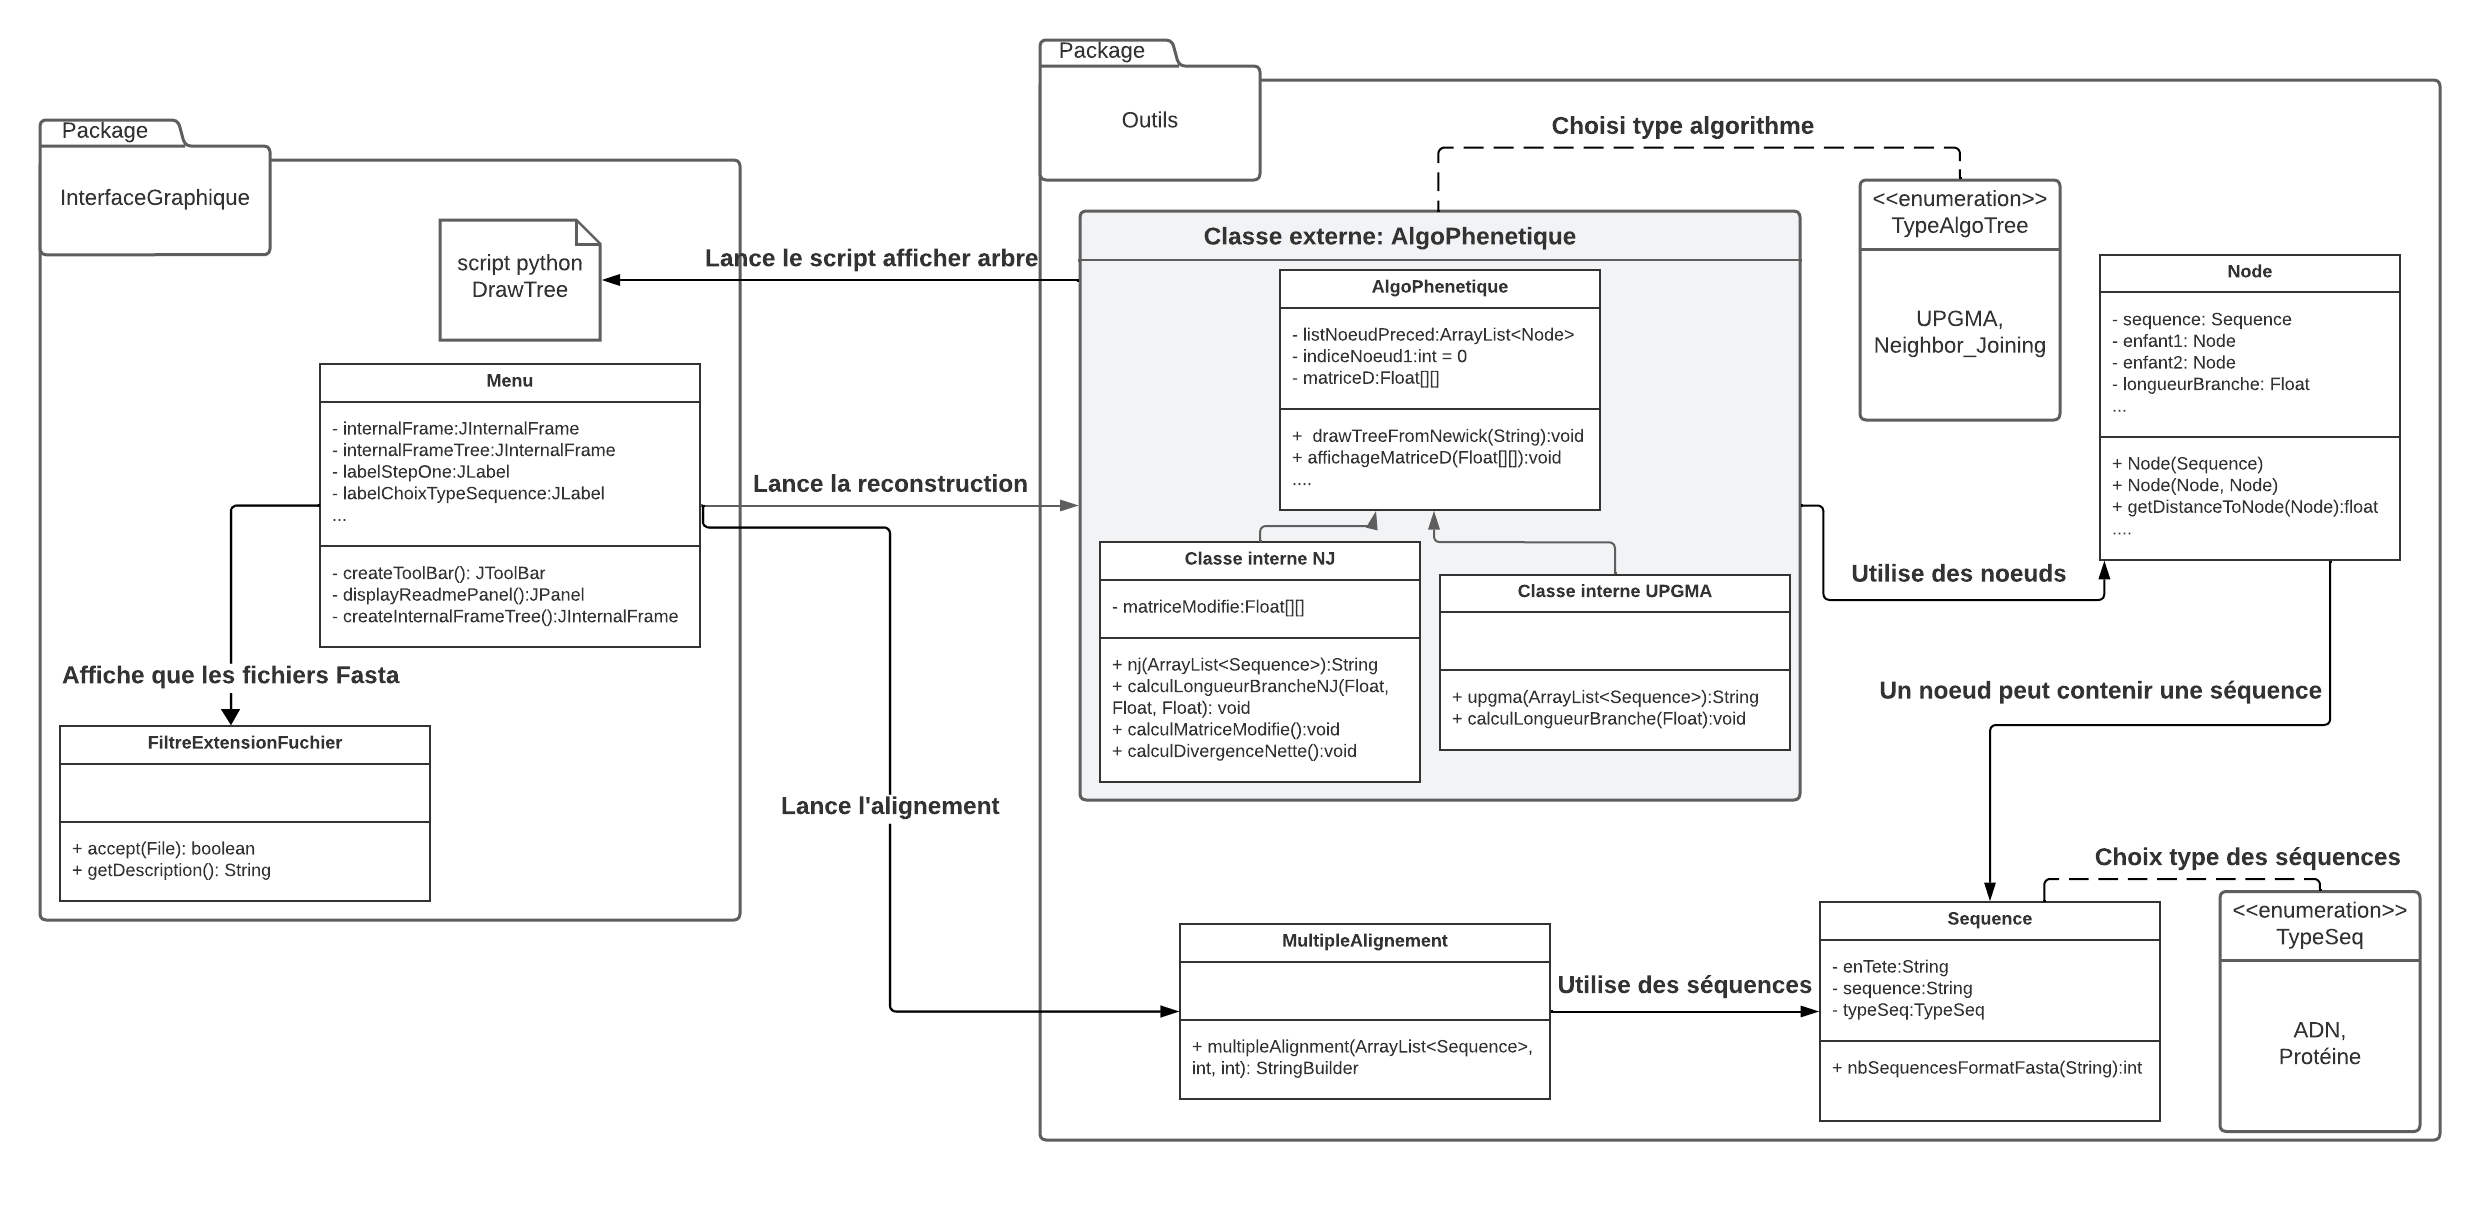 Package
InterfaceGraphique
script python
DrawTree
Menu
- internalFrame:JInternalFrame
- internalFrameTree:JInternalFrame
- labelStepOne:JLabel
- labelChoixTypeSequence:JLabel
...
- createToolBar(): JToolBar
- displayReadmePanel():JPanel
- createInternalFrameTree():JInternalFrame
Affiche que les fichiers Fasta
FiltreExtensionFuchier
+ accept(File): boolean
+ getDescription(): String
Lance le script afficher arbre
Lance la reconstruction
Lance l'alignement
Package
Outils
Choisi type algorithme
Classe externe: AlgoPhenetique
AlgoPhenetique
- listNoeudPreced:ArrayList<Node>
- indiceNoeud1:int = 0
- matriceD:Float[][]
+  drawTreeFromNewick(String):void
+ affichageMatriceD(Float[][]):void
....
Classe interne NJ
- matriceModifie:Float[][]
+ nj(ArrayList<Sequence>):String
+ calculLongueurBrancheNJ(Float,
Float, Float): void
+ calculMatriceModifie():void
+ calculDivergenceNette():void
Classe interne UPGMA
+ upgma(ArrayList<Sequence>):String
+ calculLongueurBranche(Float):void
<<enumeration>>
TypeAlgoTree
UPGMA,
Neighbor_Joining
Node
- sequence: Sequence
- enfant1: Node
- enfant2: Node
- longueurBranche: Float
...
+ Node(Sequence)
+ Node(Node, Node)
+ getDistanceToNode(Node):float
....
Utilise des noeuds
Un noeud peut contenir une séquence
MultipleAlignement
+ multipleAlignment(ArrayList<Sequence>,
int, int): StringBuilder
Utilise des séquences
Choix type des séquences
Sequence
- enTete:String
- sequence:String
- typeSeq:TypeSeq
+ nbSequencesFormatFasta(String):int
<<enumeration>>
TypeSeq
ADN,
Protéine